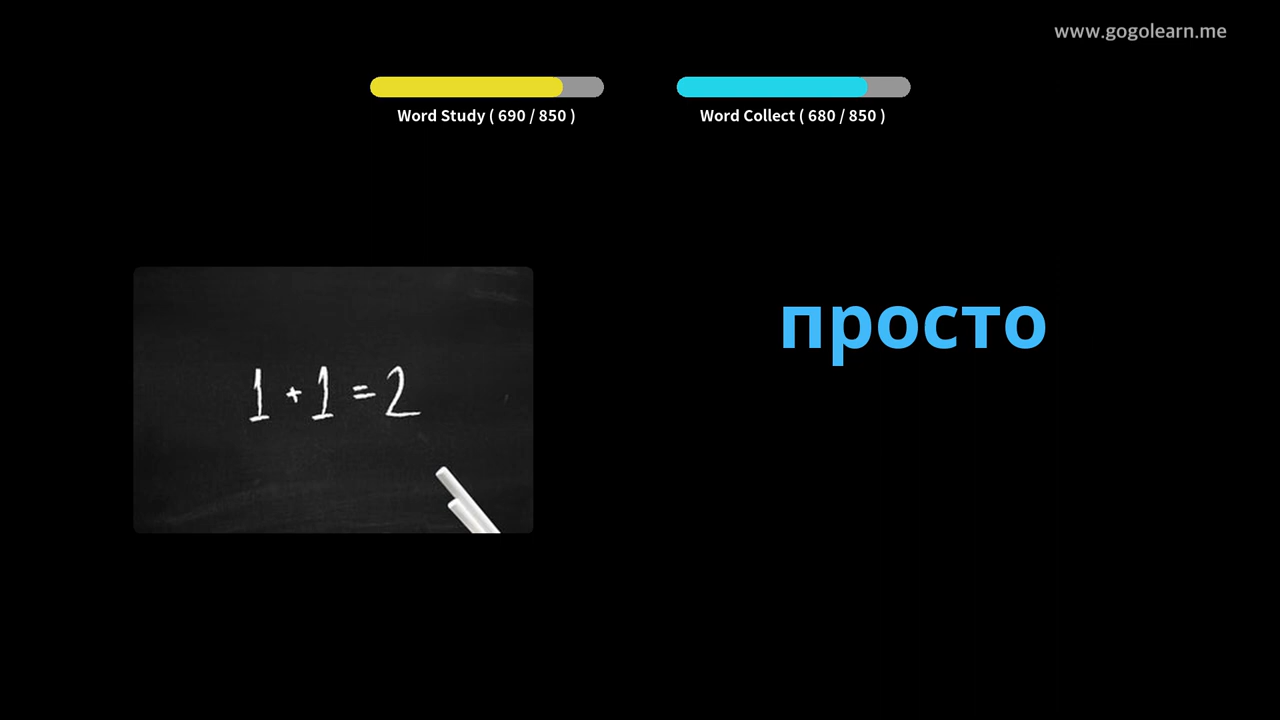 www.gogolearn.me
Word Study ( 690 / 850 )
Word Collect ( 680 / 850 )
1 + 1 = 2
просто